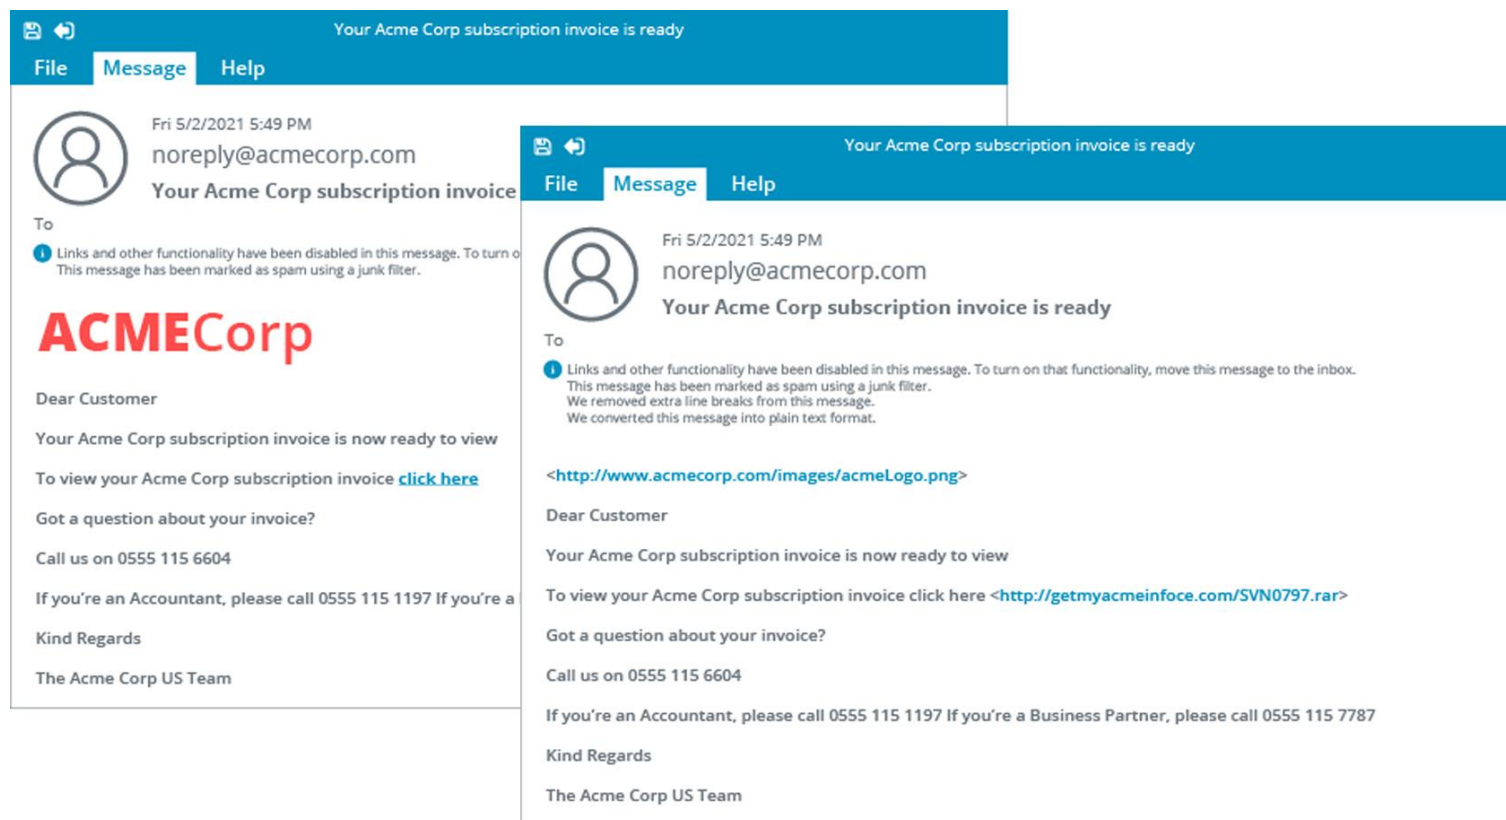 Your Acme Corp subscription invoice is ready
File Message Help
Fri 5/2/2021 5:49 PM
noreply@acmecorp.com
Your Acme Corp subscription invoice
To
Links and other functionality have been disabled in this message. To turn o
This message has been marked as spam using a junk filter.
ACMECorp
Dear Customer
Your Acme Corp subscription invoice is now ready to view
To view your Acme Corp subscription invoice click here
Got a question about your invoice?
Call us on 0555 115 6604
If you're an Accountant, please call 0555 115 1197 If you're a
Kind Regards
The Acme Corp US Team
Your Acme Corp subscription invoice is ready
File Message Help
Fri 5/2/2021 5:49 PM
noreply@acmecorp.com
Your Acme Corp subscription invoice is ready
To
Links and other functionality have been disabled in this message. To turn on that functionality, move this message to the inbox.
This message has been marked as spam using a junk filter.
We removed extra line breaks from this message.
We converted this message into plain text format.
<http://www.acmecorp.com/images/acmeLogo.png>
Dear Customer
Your Acme Corp subscription invoice is now ready to view
To view your Acme Corp subscription invoice click here <http://getmyacmeinfoce.com/SVN0797.rar>
Got a question about your invoice?
Call us on 0555 115 6604
If you're an Accountant, please call 0555 115 1197 If you're a Business Partner, please call 0555 115 7787
Kind Regards
The Acme Corp US Team